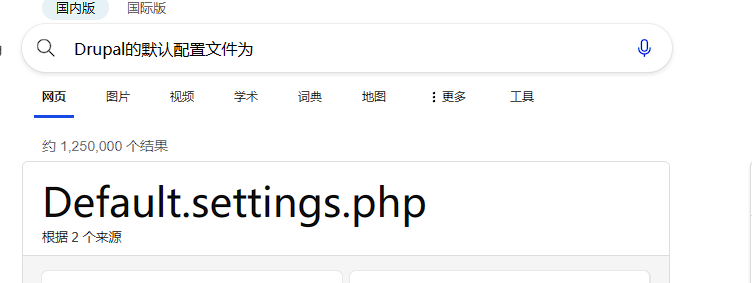 国内版 国际版
Drupal的默认配置文件为
网页 图片 视频 学术 词典 地图 更多 工具
约 1,250,000 个结果
Default.settings.php
根据 2 个来源